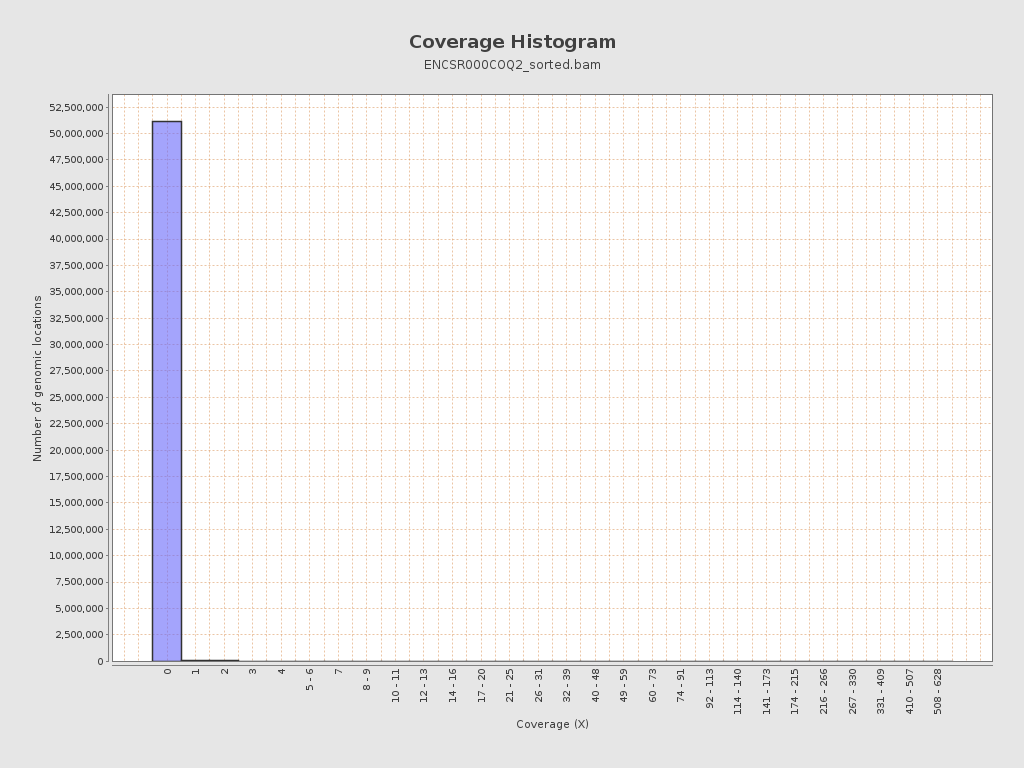 Coverage Histogram
ENCSR000COQ2_sorted.bam
52,500,000
50,000,000
47,500,000
45,000,000
42,500,000
40,000,000
37,500,000
35,000,000
32,500,000
30,000,000
27,500,000
25,000,000
22,500,000
20,000,000
17,500,000
15,000,000
12,500,000
10,000,000
7,500,000
5,000,000
2,500,000
0
Number of genomic locations
0
1
2
3
4
5 - 6
7
8 - 9
10 - 11
12 - 13
14 - 16
17 - 20
21 - 25
26 - 31
32 - 39
40 - 48
49 - 59
60 - 73
74 - 91
92 - 113
114 - 140
141 - 173
174 - 215
216 - 266
267 - 330
331 - 409
410 - 507
508 - 628
Coverage (X)